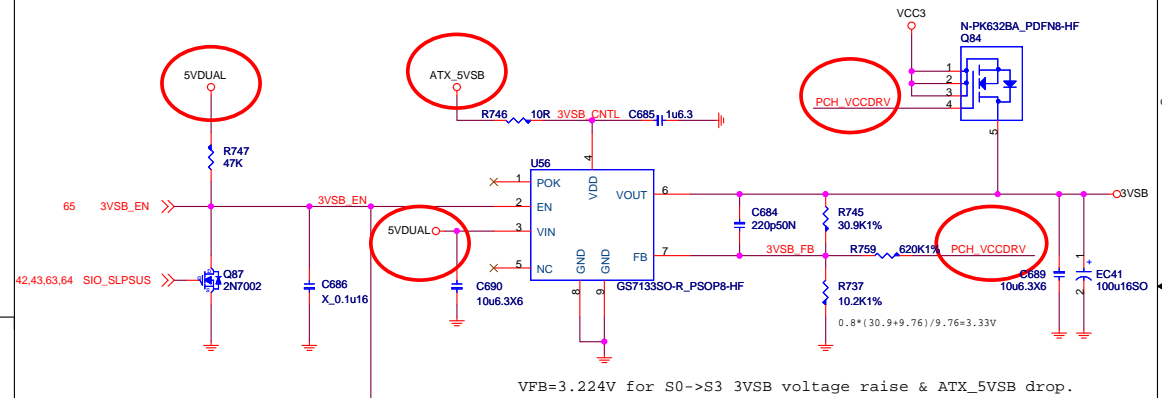 VCC3
N-PK632BA_PDFN8-HF
Q84
5VDUAL
ATX_5VSB
1
2
3
4
PCH_VCCDRV
5
R746
10R
3VSB_CNTL
C685
1u6.3
R747
47K
U56
4
1
POK
VDD
VOUT
6
3VSB
65
3VSB_EN
3VSB_EN
2
EN
C684
220p50N
R745
30.9K1%
5VDUAL
3
VIN
3VSB_FB
R759
620K1%
PCH_VCCDRV
FB
7
5
NC
GND
GND
42,43,63,64
SIO_SLPSUS
Q87
2N7002
C686
X_0.1u16
C690
10u6.3X6
8
9
GS7133SO-R_PSOP8-HF
R737
10.2K1%
C689
10u6.3X6
1
+
2
EC41
100u16SO
0.8*(30.9+9.76)/9.76=3.33V
VFB=3.224V for S0->S3 3VSB voltage raise & ATX_5VSB drop.